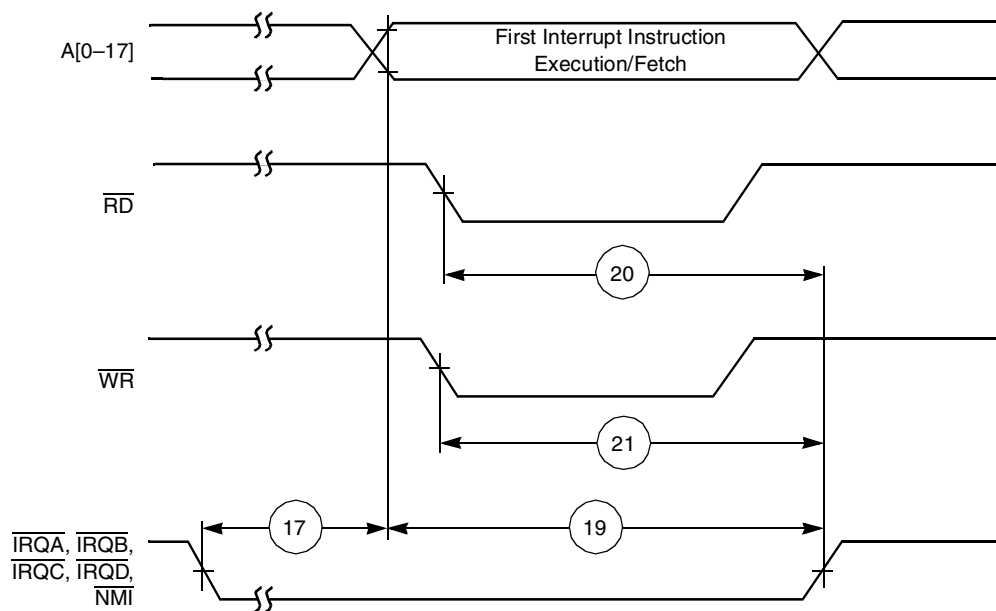 A[0–17]
First Interrupt Instruction
Execution/Fetch
RD
20
WR
21
17
19
IRQA, IRQB,
IRQC, IRQD,
NMI